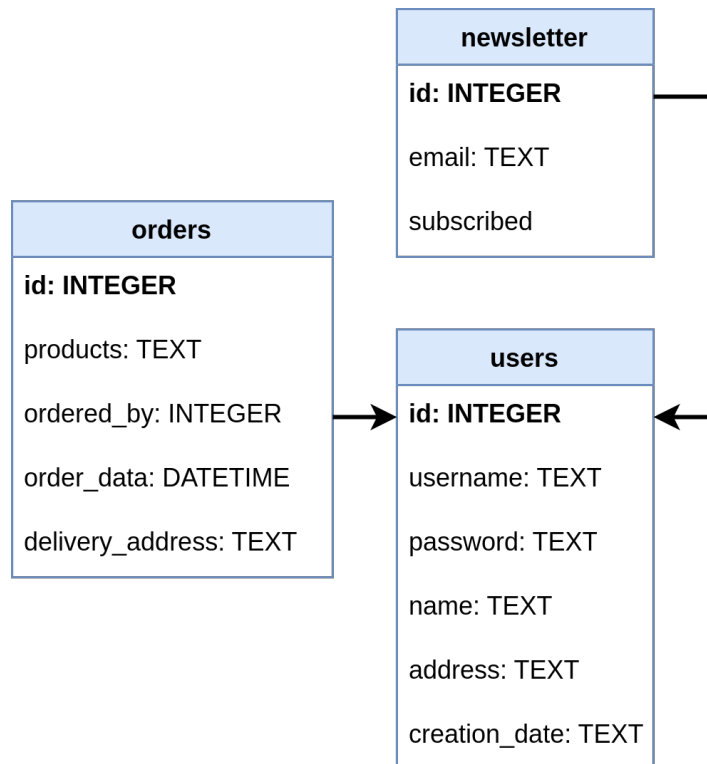 newsletter
id: INTEGER
email: TEXT
subscribed
orders
id: INTEGER
products: TEXT
ordered_by: INTEGER
order_data: DATETIME
delivery_address: TEXT
users
id: INTEGER
username: TEXT
password: TEXT
name: TEXT
address: TEXT
creation_date: TEXT